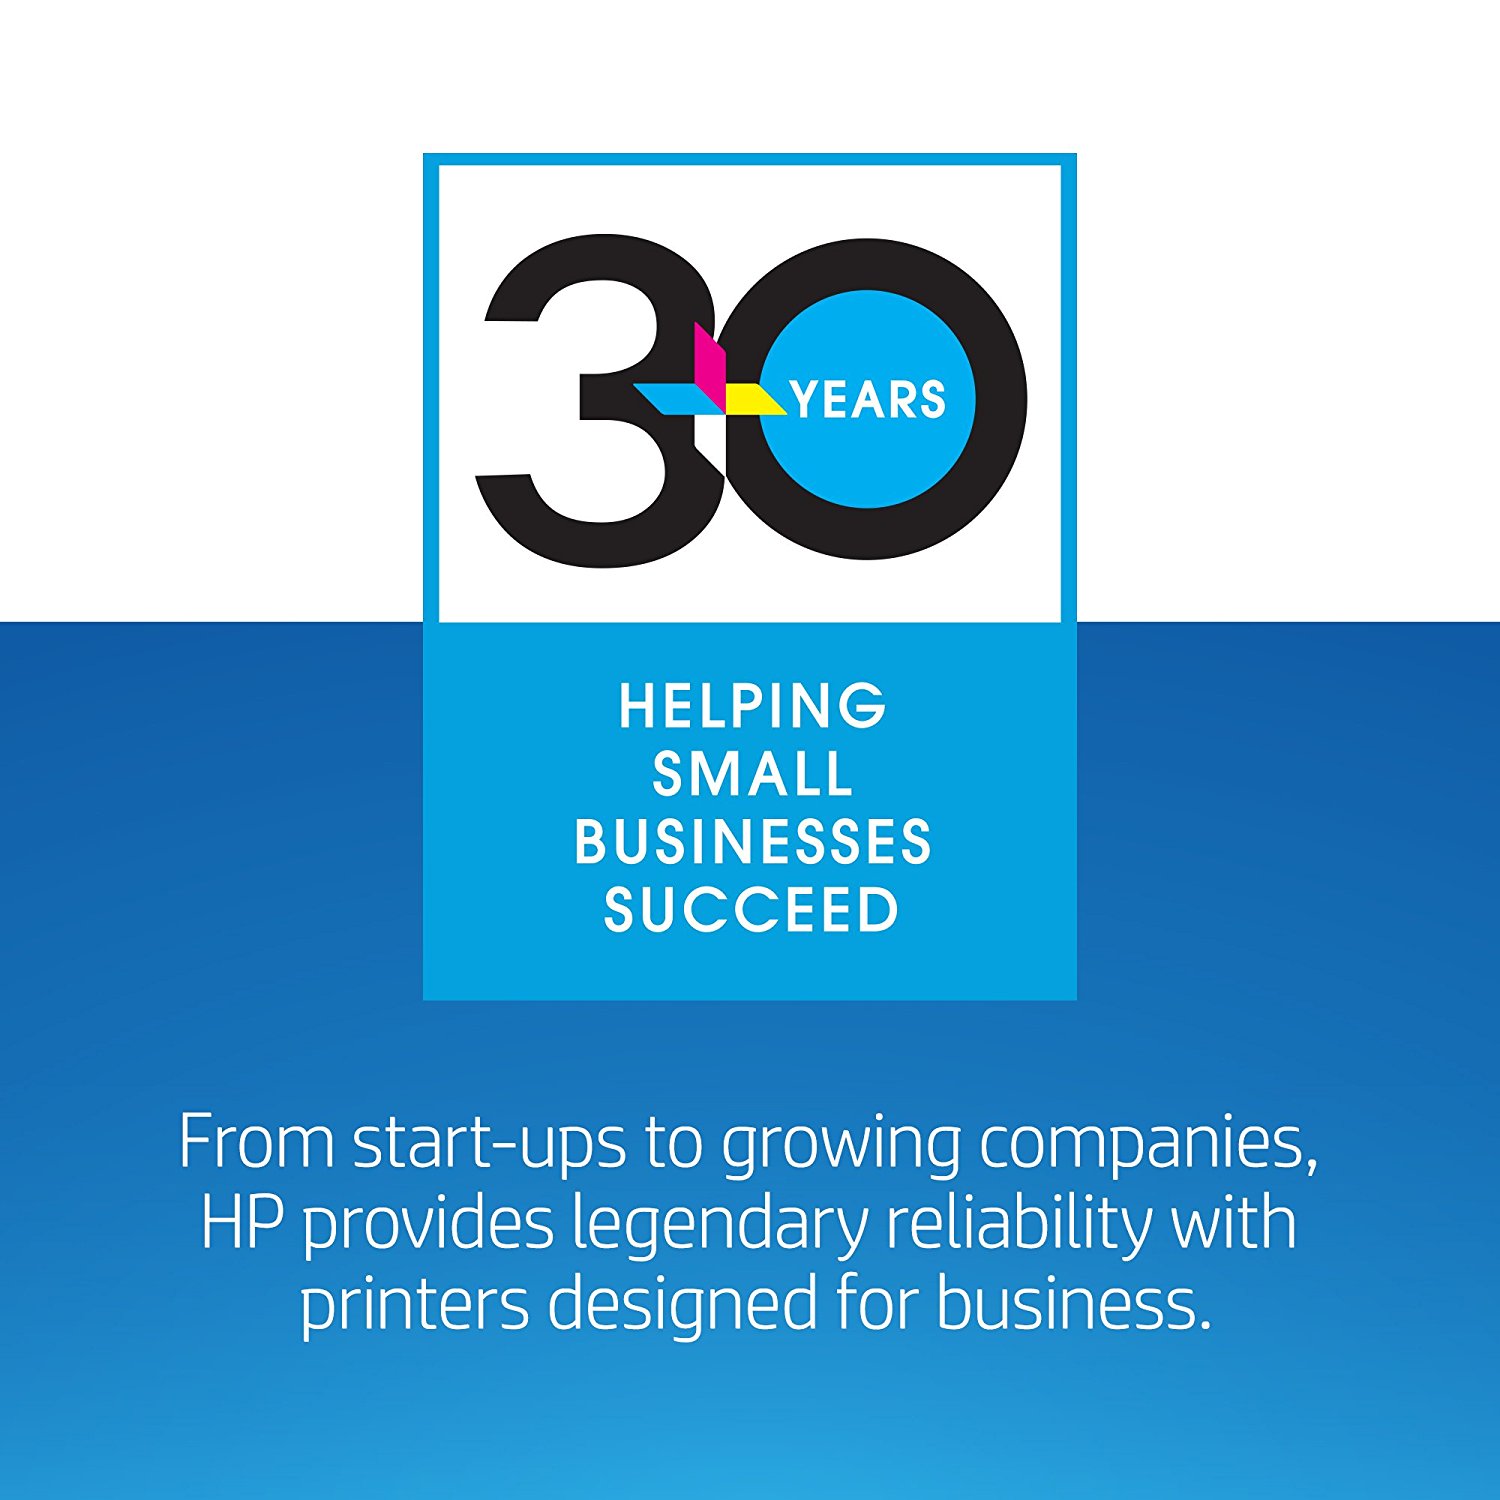 30
YEARS
HELPING
SMALL
BUSINESSES
SUCCEED
From start-ups to growing companies,
HP provides legendary reliability with
printers designed for business.